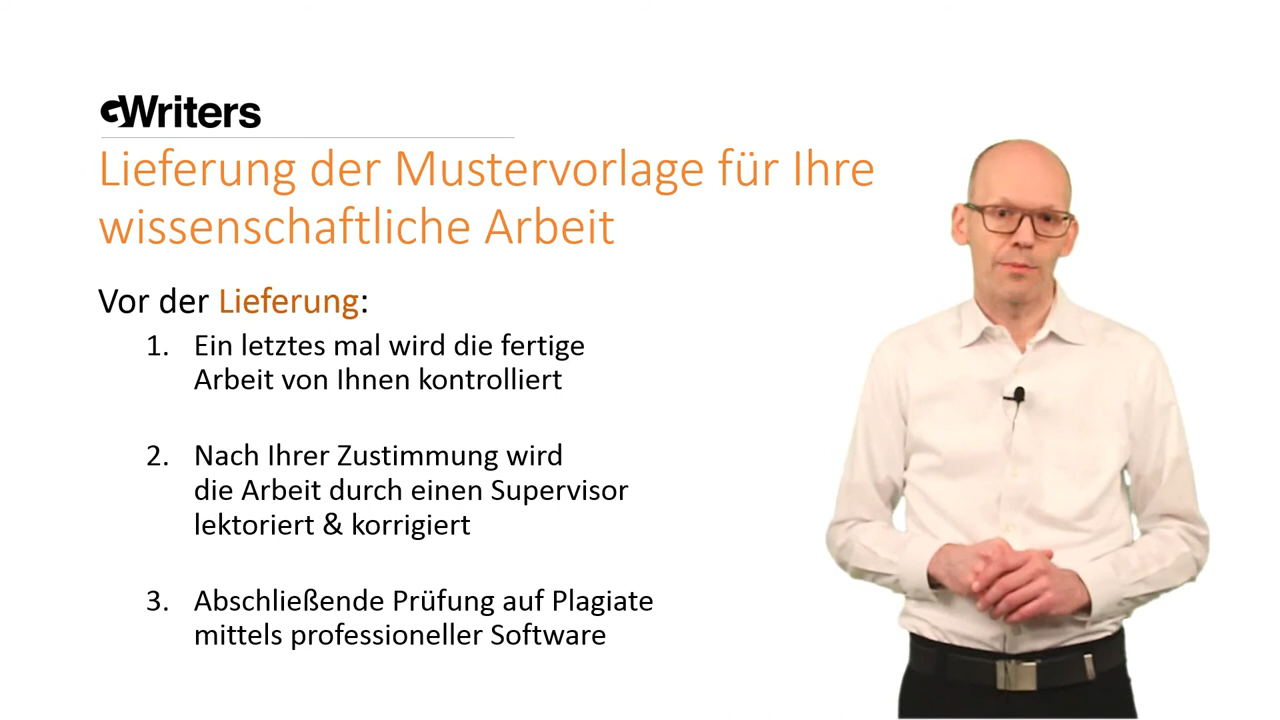 GWriters
Lieferung der Mustervorlage für Ihre
wissenschaftliche Arbeit
Vor der Lieferung:
1. Ein letztes mal wird die fertige
Arbeit von Ihnen kontrolliert
2. Nach Ihrer Zustimmung wird
die Arbeit durch einen Supervisor
lektoriert & korrigiert
3. Abschließende Prüfung auf Plagiate
mittels professioneller Software